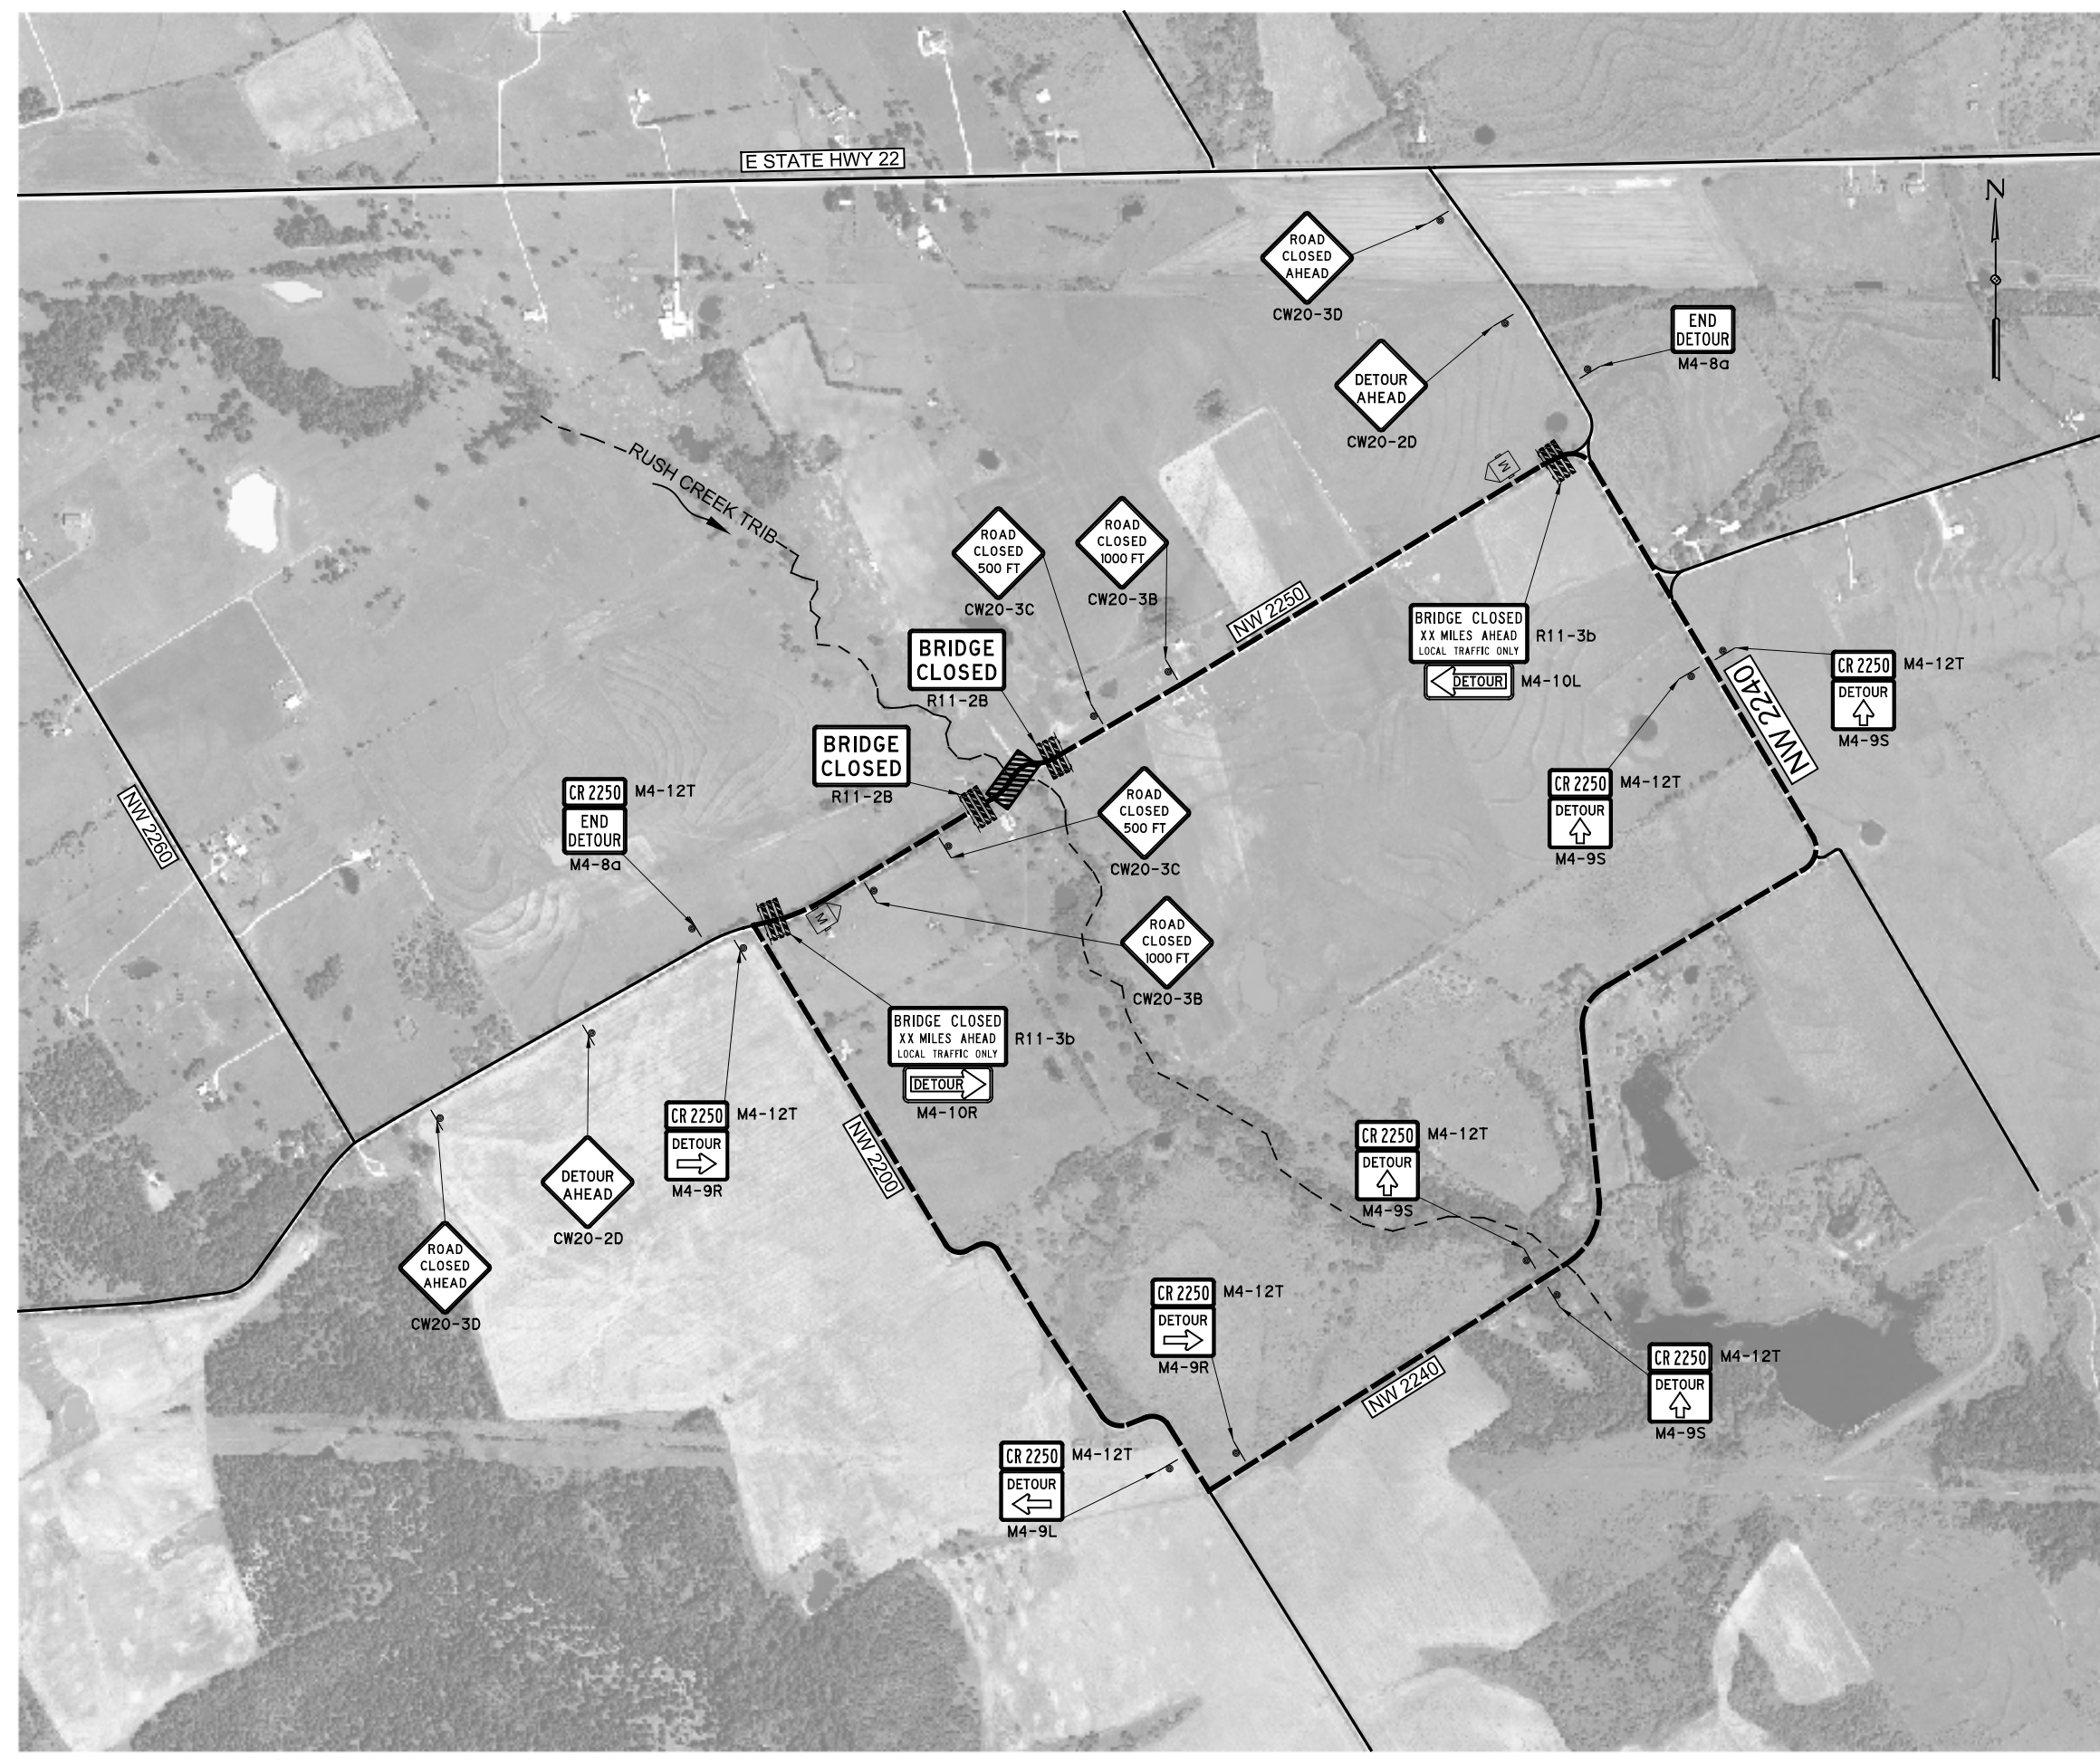 E STATE HWY 22
N
ROAD
CLOSED
AHEAD
CW20-3D
END
DETOUR
M4-8a
DETOUR
AHEAD
CW20-2D
RUSH CREEK TRIB
M
ROAD
CLOSED
500 FT
CW20-3C
ROAD
CLOSED
1000 FT
CW20-3B
NW 2250
BRIDGE CLOSED
XX MILES AHEAD
LOCAL TRAFFIC ONLY
R11-3b
DETOUR
M4-10L
BRIDGE
CLOSED
R11-2B
CR 2250
M4-12T
DETOUR
M4-9S
NW 2240
BRIDGE
CLOSED
R11-2B
CR 2250
M4-12T
DETOUR
M4-9S
CR 2250
M4-12T
END
DETOUR
M4-8a
NW 2260
ROAD
CLOSED
500 FT
CW20-3C
M
ROAD
CLOSED
1000 FT
CW20-3B
BRIDGE CLOSED
XX MILES AHEAD
LOCAL TRAFFIC ONLY
R11-3b
DETOUR
M4-10R
CR 2250
M4-12T
DETOUR
M4-9R
NW 2200
DETOUR
AHEAD
CW20-2D
ROAD
CLOSED
AHEAD
CW20-3D
CR 2250
M4-12T
DETOUR
M4-9S
CR 2250
M4-12T
DETOUR
M4-9R
CR 2250
M4-12T
DETOUR
M4-9S
NW 2240
CR 2250
M4-12T
DETOUR
M4-9L